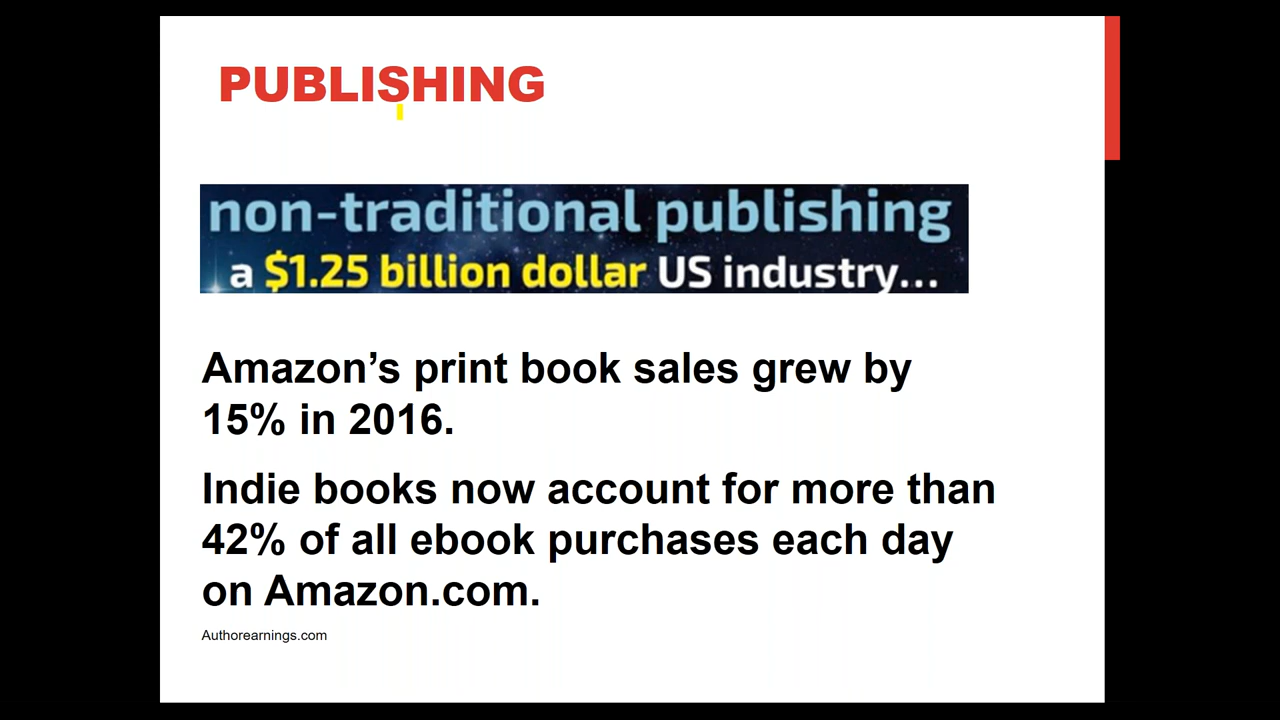 PUBLISHING
non-traditional publishing
a $1.25 billion dollar US industry...
Amazon’s print book sales grew by
15% in 2016.
Indie books now account for more than
42% of all ebook purchases each day
on Amazon.com.
Authorearnings.com